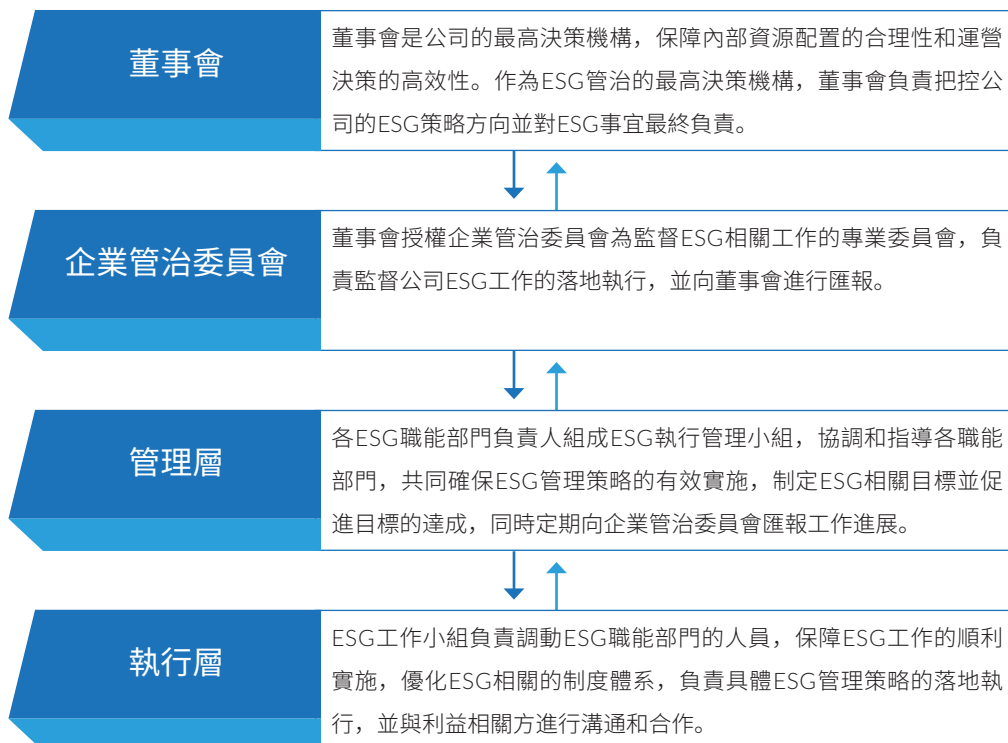 董事會
董事會是公司的最高決策機構，保障內部資源配置的合理性和運營
決策的高效性。作為ESG管治的最高決策機構，董事會負責把控公
司的ESG策略方向並對ESG事宜最終負責。
企業管治委員會
董事會授權企業管治委員會為監督ESG相關工作的專業委員會，負
責監督公司ESG工作的落地執行，並向董事會進行匯報。
管理層
各ESG職能部門負責人組成ESG執行管理小組，協調和指導各職能
部門，共同確保ESG管理策略的有效實施，制定ESG相關目標並促
進目標的達成，同時定期向企業管治委員會匯報工作進展。
執行層
ESG工作小組負責調動ESG職能部門的人員，保障ESG工作的順利
實施，優化ESG相關的制度體系，負責具體ESG管理策略的落地執
行，並與利益相關方進行溝通和合作。